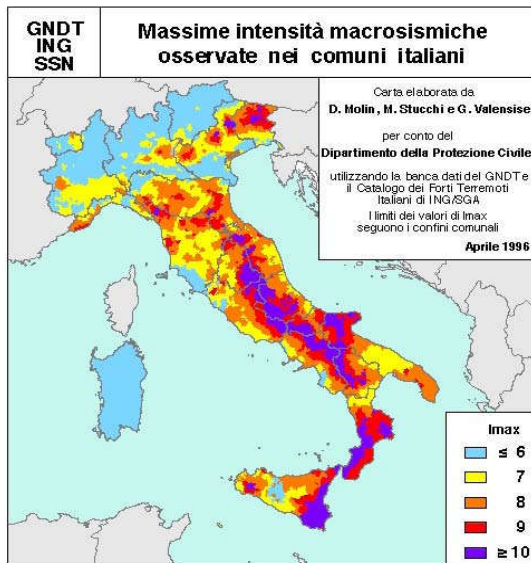 GNDT
ING
SSN
Massime intensità macrosismiche
osservate nei comuni italiani
Carta elaborata da
D. Molin, M. Stucchi e G. Valensise
per conto del
Dipartimento della Protezione Civile
utilizzando la banca dati del GNDT e
il Catalogo dei Forti Terremoti
Italiani di ING/SGA
I limiti dei valori di Imax
seguono i confini comunali
Aprile 1996
Imax
≤ 6
7
8
9
≥ 10